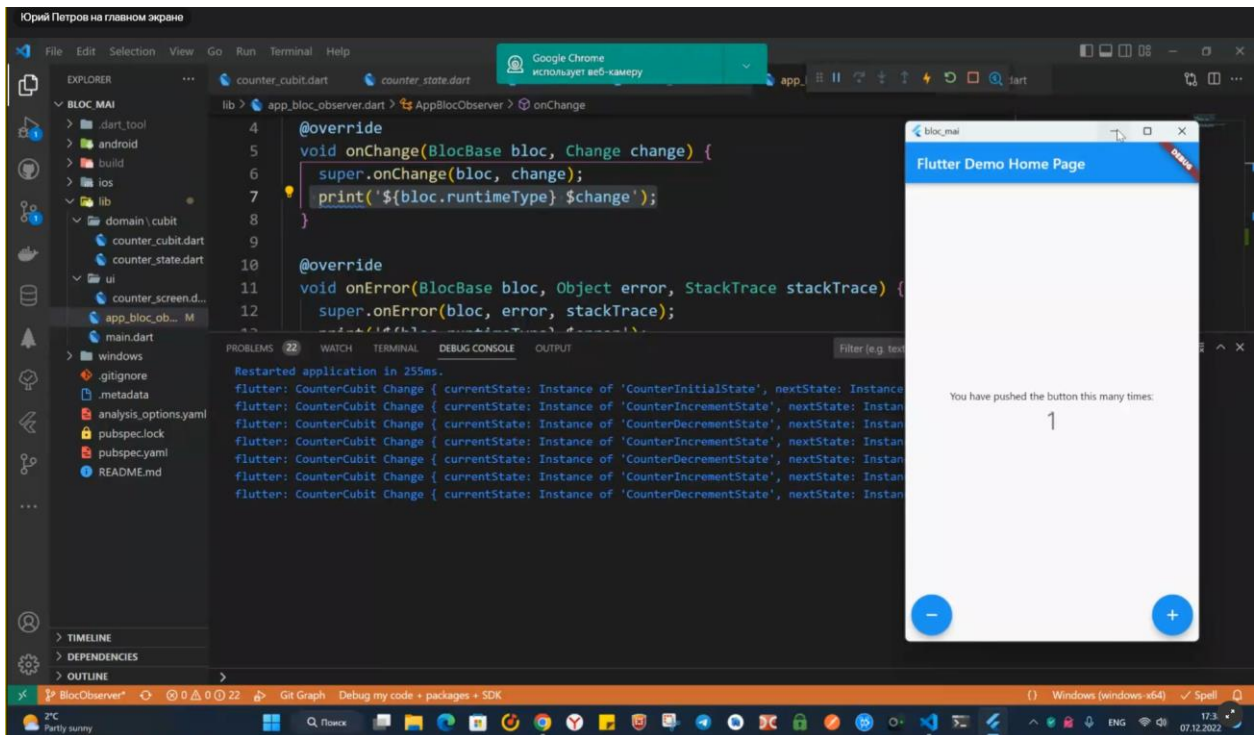 Юрий Петров на главном экране
File Edit Selection View Go Run Terminal Help
Google Chrome
использует веб-камеру
EXPLORER
counter_cubit.dart counter_state.dart
BLOC_MAI
lib > app_bloc_observer.dart > AppBlocObserver > onChange
.dart_tool
android
build
ios
lib
domain\cubit
counter_cubit.dart
counter_state.dart
ui
counter_screen.d...
app_bloc_ob... M
main.dart
windows
.gitignore
.metadata
analysis_options.yaml
pubspec.lock
pubspec.yaml
README.md
TIMELINE
DEPENDENCIES
OUTLINE
4 @override
5 void onChange(BlocBase bloc, Change change) {
6 super.onChange(bloc, change);
7 print('${bloc.runtimeType} $change');
8 }
9
10 @override
11 void onError(BlocBase bloc, Object error, StackTrace stackTrace) {
12 super.onError(bloc, error, stackTrace);
PROBLEMS 22 WATCH TERMINAL DEBUG CONSOLE OUTPUT
Filter (e.g. text
Restarted application in 255ms.
flutter: CounterCubit Change { currentState: Instance of 'CounterInitialState', nextState: Instance
flutter: CounterCubit Change { currentState: Instance of 'CounterIncrementState', nextState: Instan
flutter: CounterCubit Change { currentState: Instance of 'CounterDecrementState', nextState: Instan
flutter: CounterCubit Change { currentState: Instance of 'CounterIncrementState', nextState: Instan
flutter: CounterCubit Change { currentState: Instance of 'CounterDecrementState', nextState: Instan
flutter: CounterCubit Change { currentState: Instance of 'CounterIncrementState', nextState: Instan
flutter: CounterCubit Change { currentState: Instance of 'CounterDecrementState', nextState: Instan
bloc_mai
Flutter Demo Home Page
DEBUG
You have pushed the button this many times:
1
−
+
BlocObserver* 0 0 22 Git Graph Debug my code + packages + SDK
{} Windows (windows-x64) Spell
2°C
Partly sunny
Поиск
ENG
07.12.2022